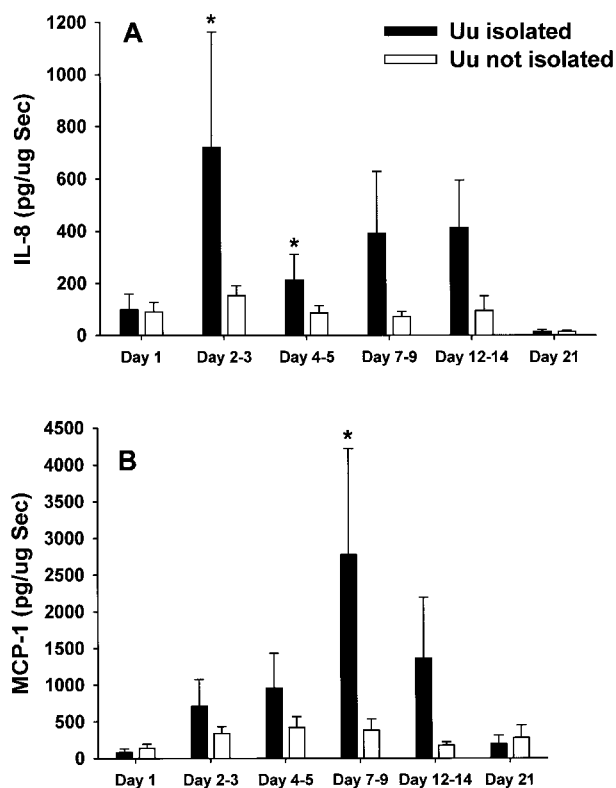 A
Uu isolated
Uu not isolated
IL-8 (pg/ug Sec)
1200
1000
800
600
400
200
0
*
*
Day 1 Day 2-3 Day 4-5 Day 7-9 Day 12-14 Day 21
B
MCP-1 (pg/ug Sec)
4500
4000
3500
3000
2500
2000
1500
1000
500
0
*
Day 1 Day 2-3 Day 4-5 Day 7-9 Day 12-14 Day 21